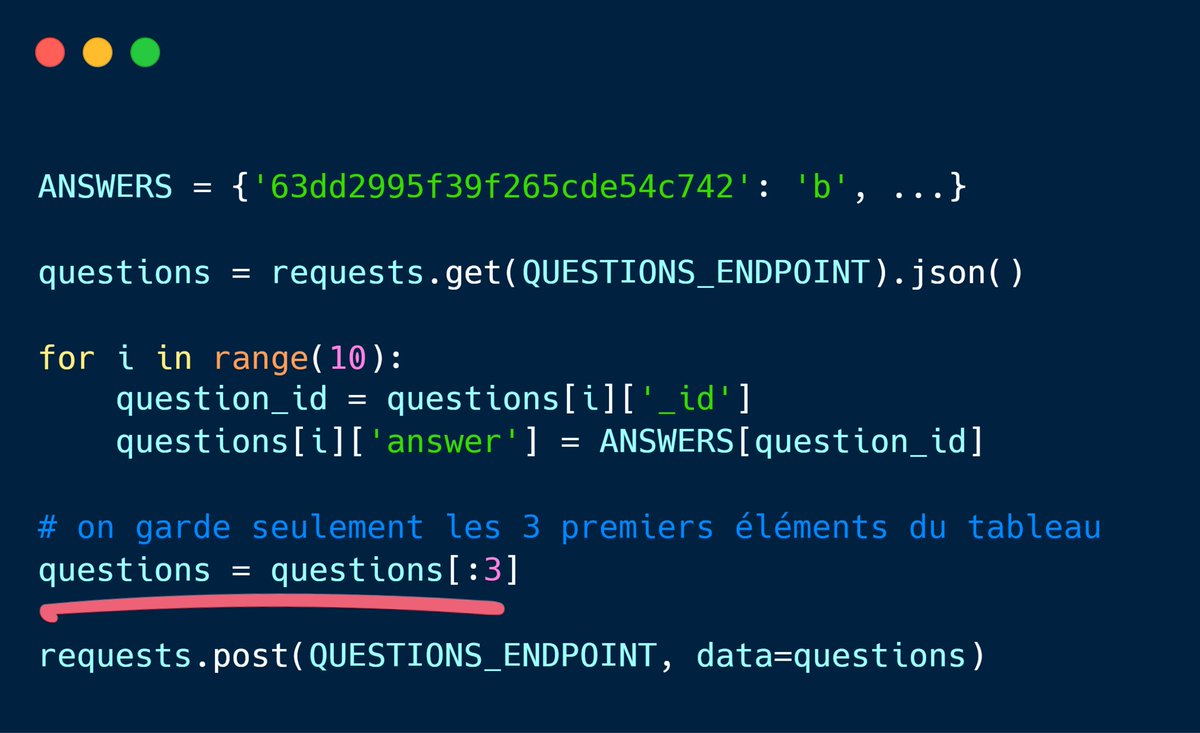 ANSWERS = {'63dd2995f39f265cde54c742': 'b', ...}
questions = requests.get(QUESTIONS_ENDPOINT).json()
for i in range(10):
    question_id = questions[i]['_id']
    questions[i]['answer'] = ANSWERS[question_id]
# on garde seulement les 3 premiers éléments du tableau
questions = questions[:3]
requests.post(QUESTIONS_ENDPOINT, data=questions)